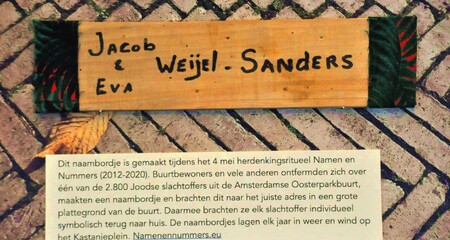 Jacob
& Weijel - Sanders
Eva
Dit naambordje is gemaakt tijdens het 4 mei herdenkingsritueel Namen en
Nummers (2012-2020). Buurtbewoners en vele anderen ontfermden zich over
één van de 2.800 Joodse slachtoffers uit de Amsterdamse Oosterparkbuurt,
maakten een naambordje en brachten dit naar het juiste adres in een grote
plattegrond van de buurt. Daarmee brachten ze elk slachtoffer individueel
symbolisch terug naar huis. De naambordjes lagen elk jaar in weer en wind op
het Kastanjeplein. Namenennummers.eu